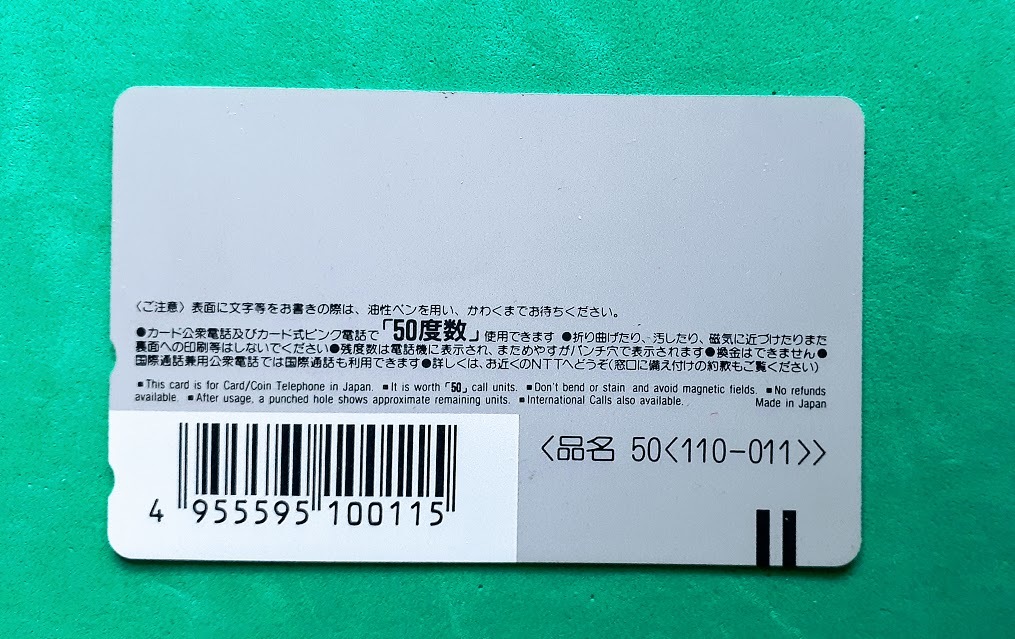 〈ご注意〉表面に文字等をお書きの際は、油性ペンを用い、かわくまでお待ちください。
●カード公衆電話及びカード式ピンク電話で「50度数」使用できます ●折り曲げたり、汚したり、磁気に近づけたりまた
裏面への印刷等はしないでください●残度数は電話機に表示され、まためやすがパンチ穴で表示されます●換金はできません●
国際通話兼用公衆電話では国際通話も利用できます●詳しくは、お近くのNTTへどうぞ(窓口に備え付けの約款もご覧ください)
■This card is for Card/Coin Telephone in Japan. ■It is worth「50」call units. ■Don't bend or stain and avoid magnetic fields. ■No refunds
available. ■After usage, a punched hole shows approximate remaining units. ■International Calls also available. Made in Japan
〈品名 50〈110-011〉〉
4 955595 100115